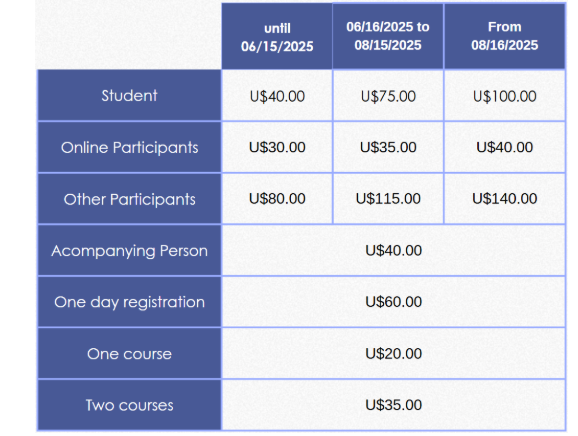 until 06/15/2025
06/16/2025 to 08/15/2025
From 08/16/2025
Student U$40.00 U$75.00 U$100.00
Online Participants U$30.00 U$35.00 U$40.00
Other Participants U$80.00 U$115.00 U$140.00
Acompanying Person U$40.00
One day registration U$60.00
One course U$20.00
Two courses U$35.00